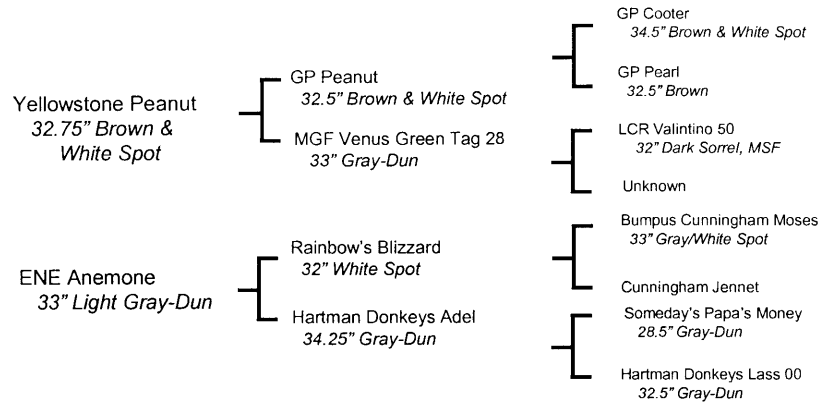 GP Cooter
34.5" Brown & White Spot
GP Peanut
32.5" Brown & White Spot
GP Pearl
32.5" Brown
Yellowstone Peanut
32.75" Brown &
White Spot
MGF Venus Green Tag 28
33" Gray-Dun
LCR Valintino 50
32" Dark Sorrel, MSF
Unknown
Bumpus Cunningham Moses
33" Gray/White Spot
Rainbow's Blizzard
32" White Spot
Cunningham Jennet
ENE Anemone
33" Light Gray-Dun
Hartman Donkeys Adel
34.25" Gray-Dun
Someday's Papa's Money
28.5" Gray-Dun
Hartman Donkeys Lass 00
32.5" Gray-Dun